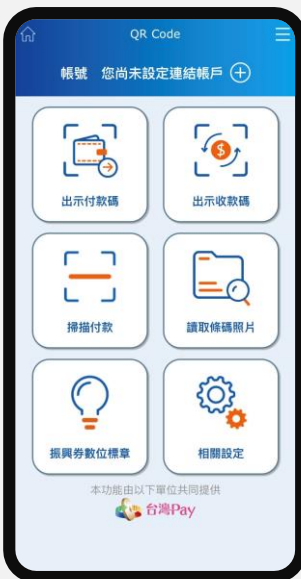 QR Code
帳號 您尚未設定連結帳戶
出示付款碼
出示收款碼
掃描付款
讀取條碼照片
振興券數位標章
相關設定
本功能由以下單位共同提供
台灣Pay